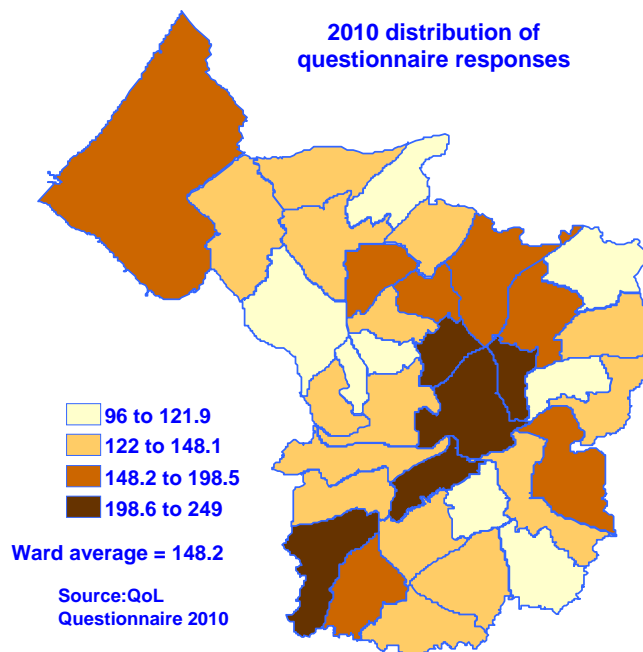 2010 distribution of
questionnaire responses
96 to 121.9
122 to 148.1
148.2 to 198.5
198.6 to 249
Ward average = 148.2
Source:QoL
Questionnaire 2010